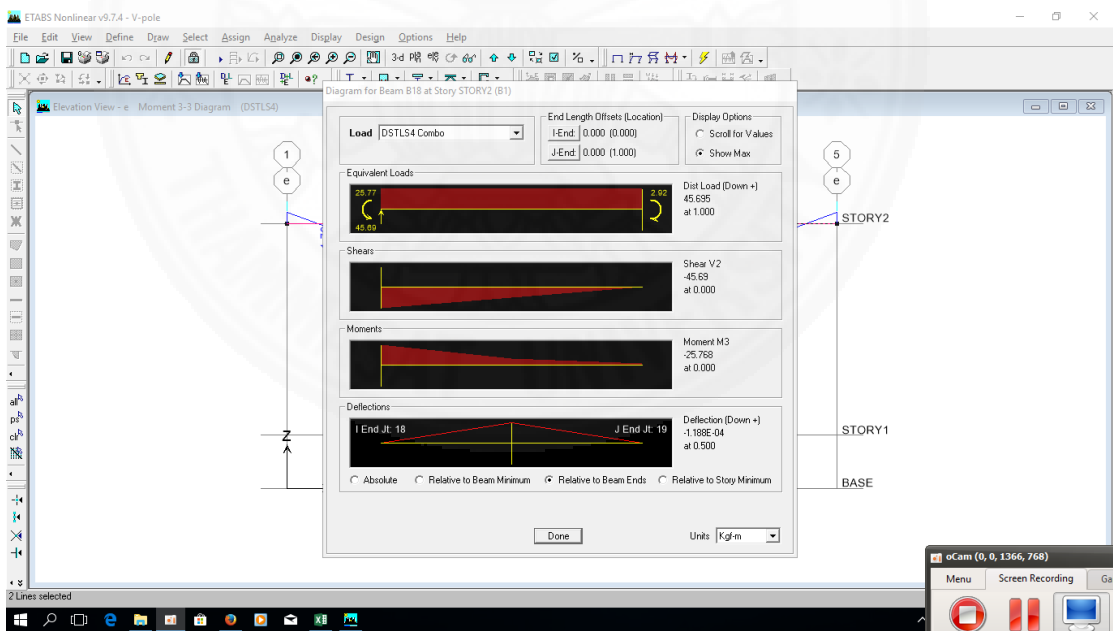 ETABS Nonlinear v9.7.4 - V-pole
File Edit View Define Draw Select Assign Analyze Display Design Options Help
3-d
Elevation View - e Moment 3-3 Diagram (DSTLS4)
Diagram for Beam B18 at Story STORY2 (B1)
Load DSTLS4 Combo
End Length Offsets (Location)
I-End: 0.000 (0.000)
J-End: 0.000 (1.000)
Display Options
Scroll for Values
Show Max
Equivalent Loads
25.77
45.69
2.92
Dist Load (Down +)
45.695
at 1.000
Shears
Shear V2
-45.69
at 0.000
Moments
Moment M3
-25.768
at 0.000
Deflections
I End Jt: 18
J End Jt: 19
Deflection (Down +)
-1.188E-04
at 0.500
Absolute Relative to Beam Minimum Relative to Beam Ends Relative to Story Minimum
Done
Units Kgf-m
1
e
5
e
STORY2
STORY1
BASE
Z
all
ps
clr
2 Lines selected
oCam (0, 0, 1366, 768)
Menu Screen Recording Ga